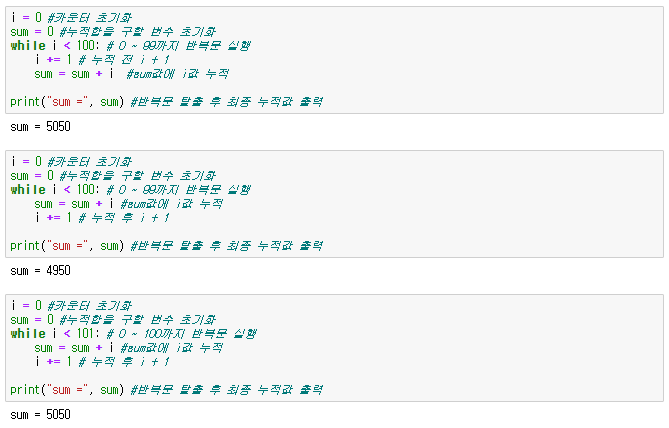 i = 0 #카운터 초기화
sum = 0 #누적합을 구할 변수 초기화
while i < 100: # 0 ~ 99까지 반복문 실행
    i += 1 # 누적 전 i + 1
    sum = sum + i  #sum값에 i값 누적
print("sum =", sum) #반복문 탈출 후 최종 누적값 출력
sum = 5050
i = 0 #카운터 초기화
sum = 0 #누적합을 구할 변수 초기화
while i < 100: # 0 ~ 99까지 반복문 실행
    sum = sum + i #sum값에 i값 누적
    i += 1 # 누적 후 i + 1
print("sum =", sum) #반복문 탈출 후 최종 누적값 출력
sum = 4950
i = 0 #카운터 초기화
sum = 0 #누적합을 구할 변수 초기화
while i < 101: # 0 ~ 100까지 반복문 실행
    sum = sum + i #sum값에 i값 누적
    i += 1 # 누적 후 i + 1
print("sum =", sum) #반복문 탈출 후 최종 누적값 출력
sum = 5050